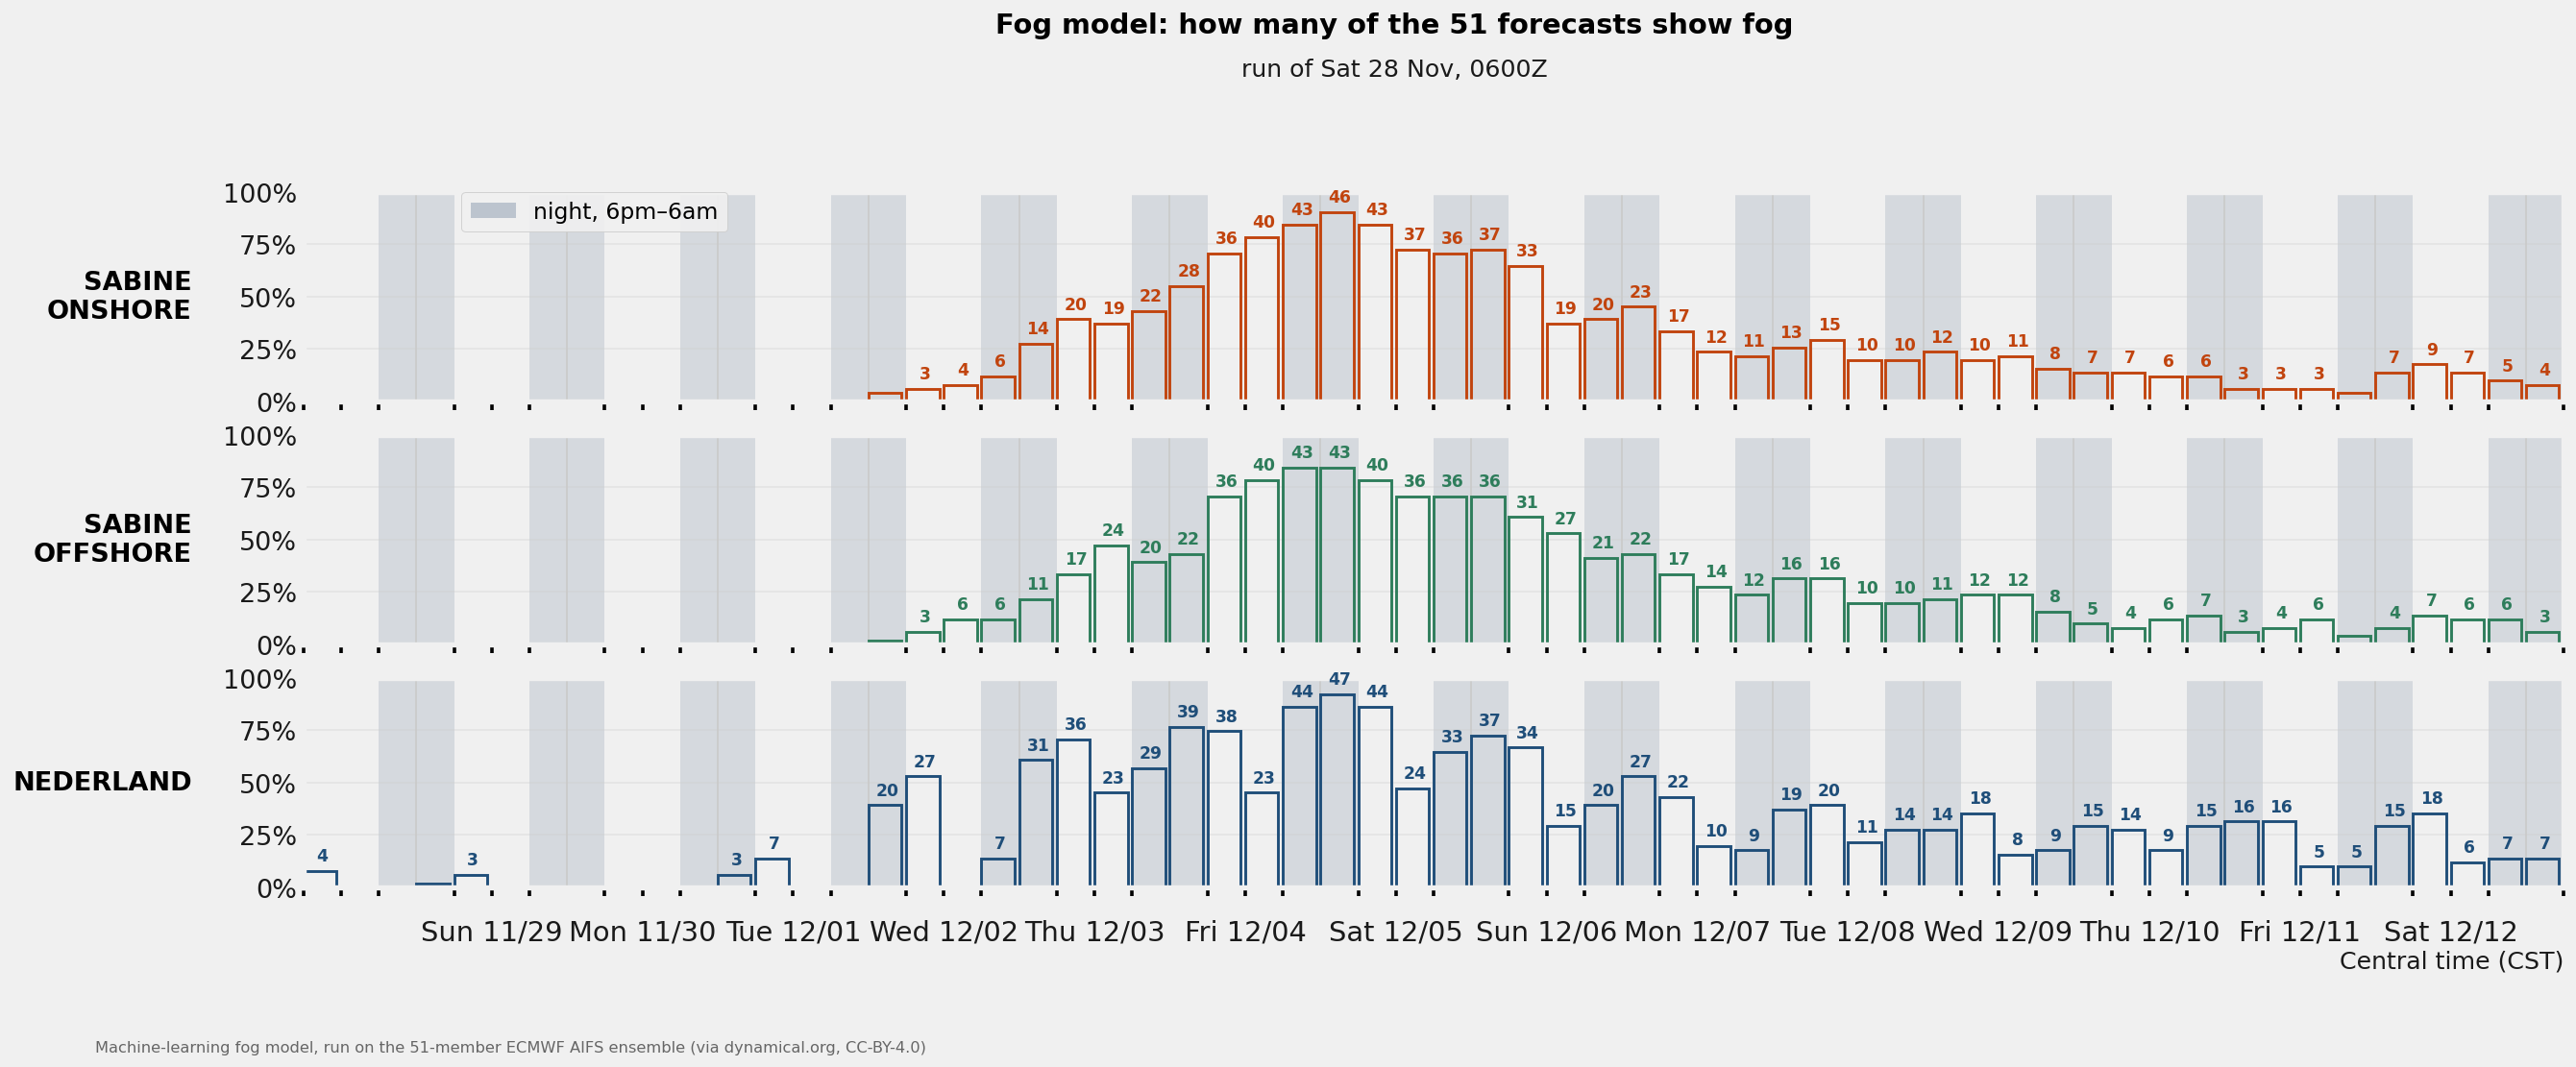 Fog model: how many of the 51 forecasts show fog
run of Sat 28 Nov, 0600Z
night, 6pm–6am
SABINE
ONSHORE
100%
75%
50%
25%
0%
3 4 6 14 20 19 22 28 36 40 43 46 43 37 36 37 33 19 20 23 17 12 11 13 15 10 10 12 10 11 8 7 7 6 6 3 3 3 7 9 7 5 4
SABINE
OFFSHORE
100%
75%
50%
25%
0%
3 6 6 11 17 24 20 22 36 40 43 43 40 36 36 36 31 27 21 22 17 14 12 16 16 10 10 11 12 12 8 5 4 6 7 3 4 6 4 7 6 6 3
NEDERLAND
100%
75%
50%
25%
0%
4 3 3 7 20 27 7 31 36 23 29 39 38 23 44 47 44 24 33 37 34 15 20 27 22 10 9 19 20 11 14 14 18 8 9 15 14 9 15 16 16 5 5 15 18 6 7 7
Sun 11/29 Mon 11/30 Tue 12/01 Wed 12/02 Thu 12/03 Fri 12/04 Sat 12/05 Sun 12/06 Mon 12/07 Tue 12/08 Wed 12/09 Thu 12/10 Fri 12/11 Sat 12/12
Central time (CST)
Machine-learning fog model, run on the 51-member ECMWF AIFS ensemble (via dynamical.org, CC-BY-4.0)